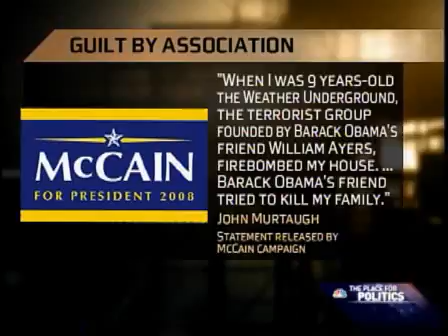 GUILT BY ASSOCIATION
"WHEN I WAS 9 YEARS-OLD
THE WEATHER UNDERGROUND,
THE TERRORIST GROUP
FOUNDED BY BARACK OBAMA'S
FRIEND WILLIAM AYERS,
FIREBOMBED MY HOUSE. ...
BARACK OBAMA'S FRIEND
TRIED TO KILL MY FAMILY."
JOHN MURTAUGH
STATEMENT RELEASED BY
MCCAIN CAMPAIGN
MCCAIN
FOR PRESIDENT 2008
THE PLACE FOR
POLITICS